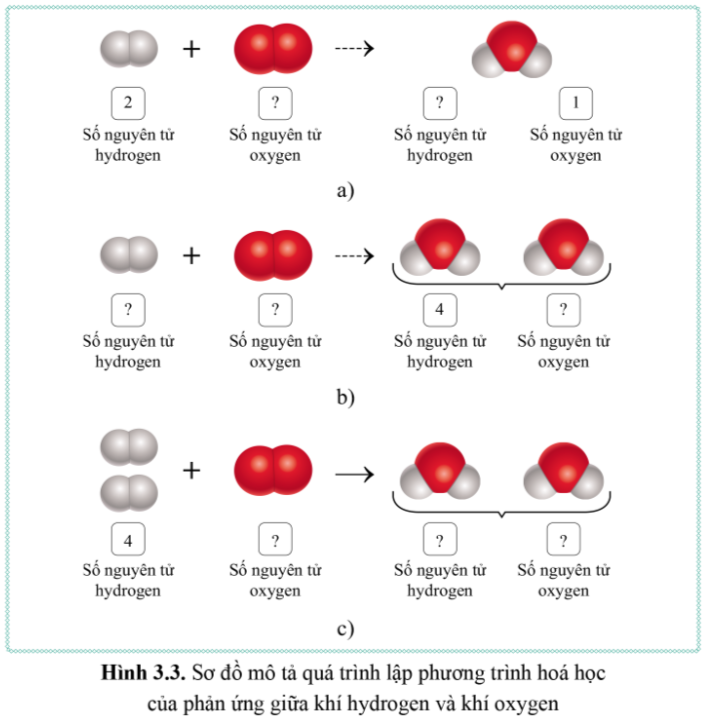 +
2 ? ? 1
Số nguyên tử Số nguyên tử Số nguyên tử Số nguyên tử
hydrogen oxygen hydrogen oxygen
a)
+
? ? 4 ?
Số nguyên tử Số nguyên tử Số nguyên tử Số nguyên tử
hydrogen oxygen hydrogen oxygen
b)
+
4 ? ? ?
Số nguyên tử Số nguyên tử Số nguyên tử Số nguyên tử
hydrogen oxygen hydrogen oxygen
c)
Hình 3.3. Sơ đồ mô tả quá trình lập phương trình hoá học
của phản ứng giữa khí hydrogen và khí oxygen